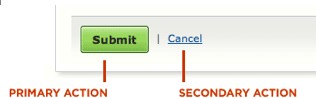 Submit | Cancel
PRIMARY ACTION SECONDARY ACTION